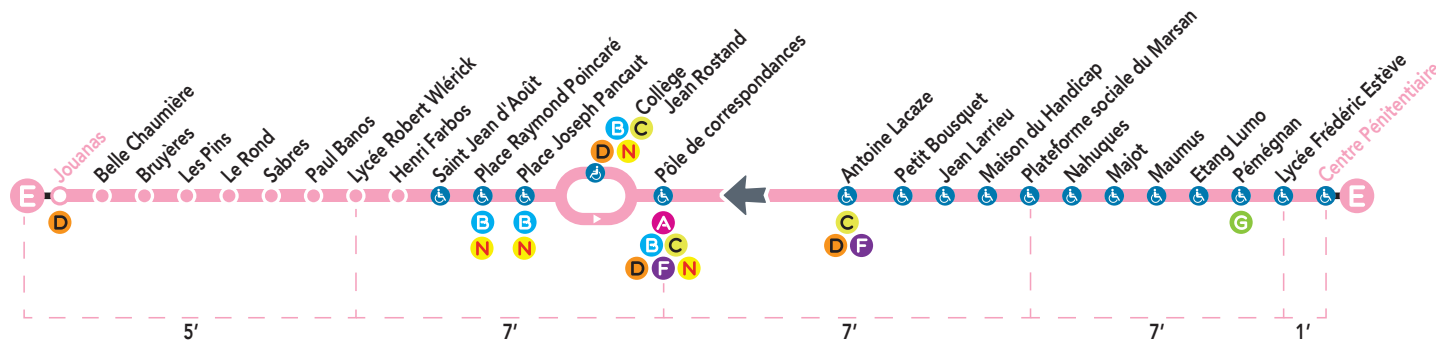 E
Jouanas
Belle Chaumière
Bruyères
Les Pins
Le Rond
Sabres
Paul Banos
Lycée Robert Wlérick
Henri Farbos
Saint Jean d'Août
Place Raymond Poincaré
Place Joseph Pancaut
Collège
Jean Rostand
Pôle de correspondances
Antoine Lacaze
Petit Bousquet
Jean Larrieu
Maison du Handicap
Plateforme sociale du Marsan
Nahuques
Majot
Maumus
Etang Lumo
Pémégnan
Lycée Frédéric Estève
Centre Pénitentiaire
E
B C
D N
D
B
N
B
N
A
B C
D F N
C
D F
G
5' 7' 7' 7' 1'